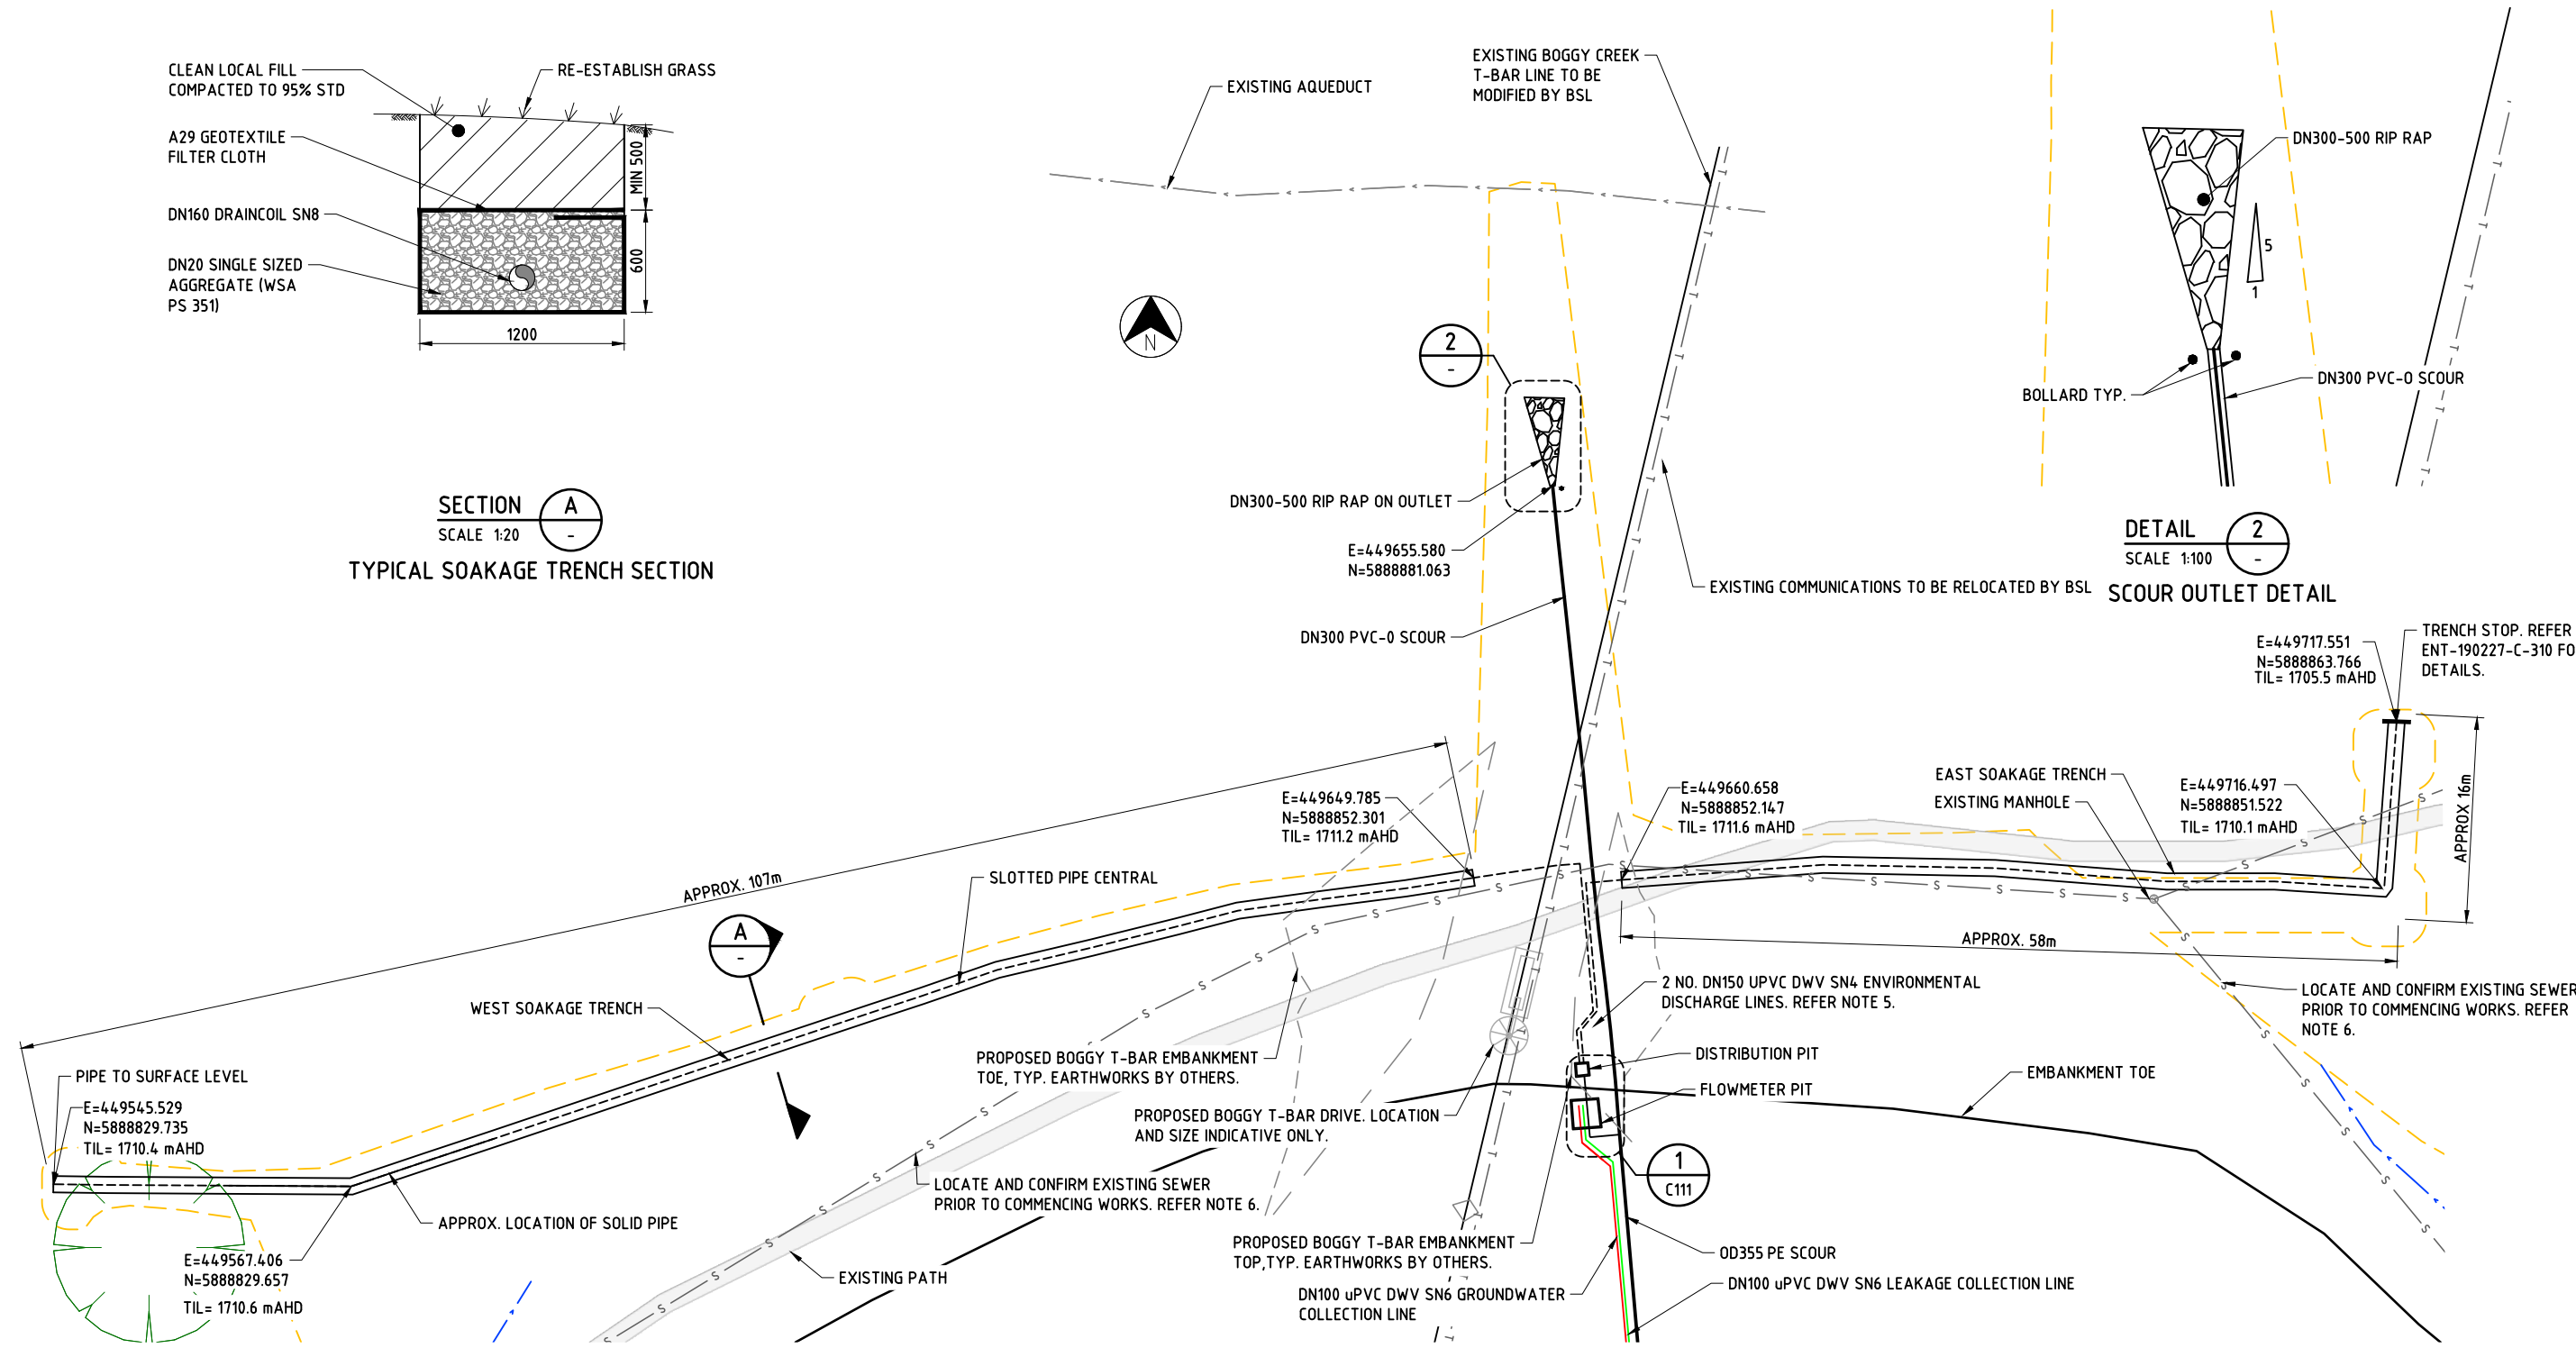 CLEAN LOCAL FILL
COMPACTED TO 95% STD
RE-ESTABLISH GRASS
A29 GEOTEXTILE
FILTER CLOTH
DN160 DRAINCOIL SN8
DN20 SINGLE SIZED
AGGREGATE (WSA
PS 351)
MIN 500
600
1200
SECTION
A
SCALE 1:20
-
TYPICAL SOAKAGE TRENCH SECTION
EXISTING AQUEDUCT
EXISTING BOGGY CREEK
T-BAR LINE TO BE
MODIFIED BY BSL
N
2
-
DN300-500 RIP RAP ON OUTLET
E=449655.580
N=5888881.063
DN300 PVC-O SCOUR
EXISTING COMMUNICATIONS TO BE RELOCATED BY BSL
DN300-500 RIP RAP
5
1
BOLLARD TYP.
DN300 PVC-O SCOUR
DETAIL
2
SCALE 1:100
-
SCOUR OUTLET DETAIL
E=449717.551
N=5888863.766
TIL= 1705.5 mAHD
TRENCH STOP. REFER
ENT-190227-C-310 FO
DETAILS.
EAST SOAKAGE TRENCH
EXISTING MANHOLE
E=449716.497
N=5888851.522
TIL= 1710.1 mAHD
APPROX 16m
E=449649.785
N=5888852.301
TIL= 1711.2 mAHD
E=449660.658
N=5888852.147
TIL= 1711.6 mAHD
APPROX. 107m
SLOTTED PIPE CENTRAL
A
-
WEST SOAKAGE TRENCH
APPROX. 58m
2 NO. DN150 UPVC DWV SN4 ENVIRONMENTAL
DISCHARGE LINES. REFER NOTE 5.
LOCATE AND CONFIRM EXISTING SEWER
PRIOR TO COMMENCING WORKS. REFER
NOTE 6.
PROPOSED BOGGY T-BAR EMBANKMENT
TOE, TYP. EARTHWORKS BY OTHERS.
DISTRIBUTION PIT
FLOWMETER PIT
EMBANKMENT TOE
PIPE TO SURFACE LEVEL
E=449545.529
N=5888829.735
TIL= 1710.4 mAHD
PROPOSED BOGGY T-BAR DRIVE. LOCATION
AND SIZE INDICATIVE ONLY.
1
C111
LOCATE AND CONFIRM EXISTING SEWER
PRIOR TO COMMENCING WORKS. REFER NOTE 6.
APPROX. LOCATION OF SOLID PIPE
E=449567.406
N=5888829.657
TIL= 1710.6 mAHD
EXISTING PATH
PROPOSED BOGGY T-BAR EMBANKMENT
TOP,TYP. EARTHWORKS BY OTHERS.
OD355 PE SCOUR
DN100 uPVC DWV SN6 GROUNDWATER
COLLECTION LINE
DN100 uPVC DWV SN6 LEAKAGE COLLECTION LINE